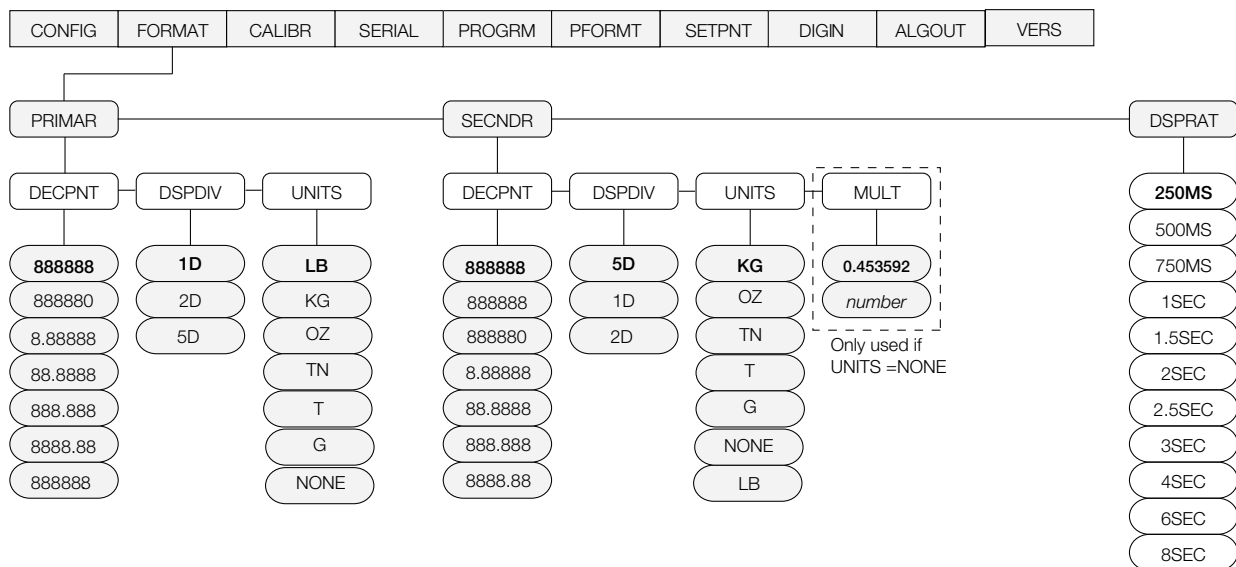 CONFIG FORMAT CALIBR SERIAL PROGRM PFORMT SETPNT DIGIN ALGOUT VERS
PRIMAR SECNDR DSPRAT
DECPNT DSPDIV UNITS DECPNT DSPDIV UNITS MULT 250MS
500MS
888888 1D LB 888888 5D KG 0.453592 750MS
888880 2D KG 888888 1D OZ number 1SEC
8.88888 5D OZ 888880 2D TN Only used if 1.5SEC
88.8888 TN 8.88888 T UNITS =NONE 2SEC
888.888 T 88.8888 G 2.5SEC
8888.88 G 888.888 NONE 3SEC
888888 NONE 8888.88 LB 4SEC
6SEC
8SEC